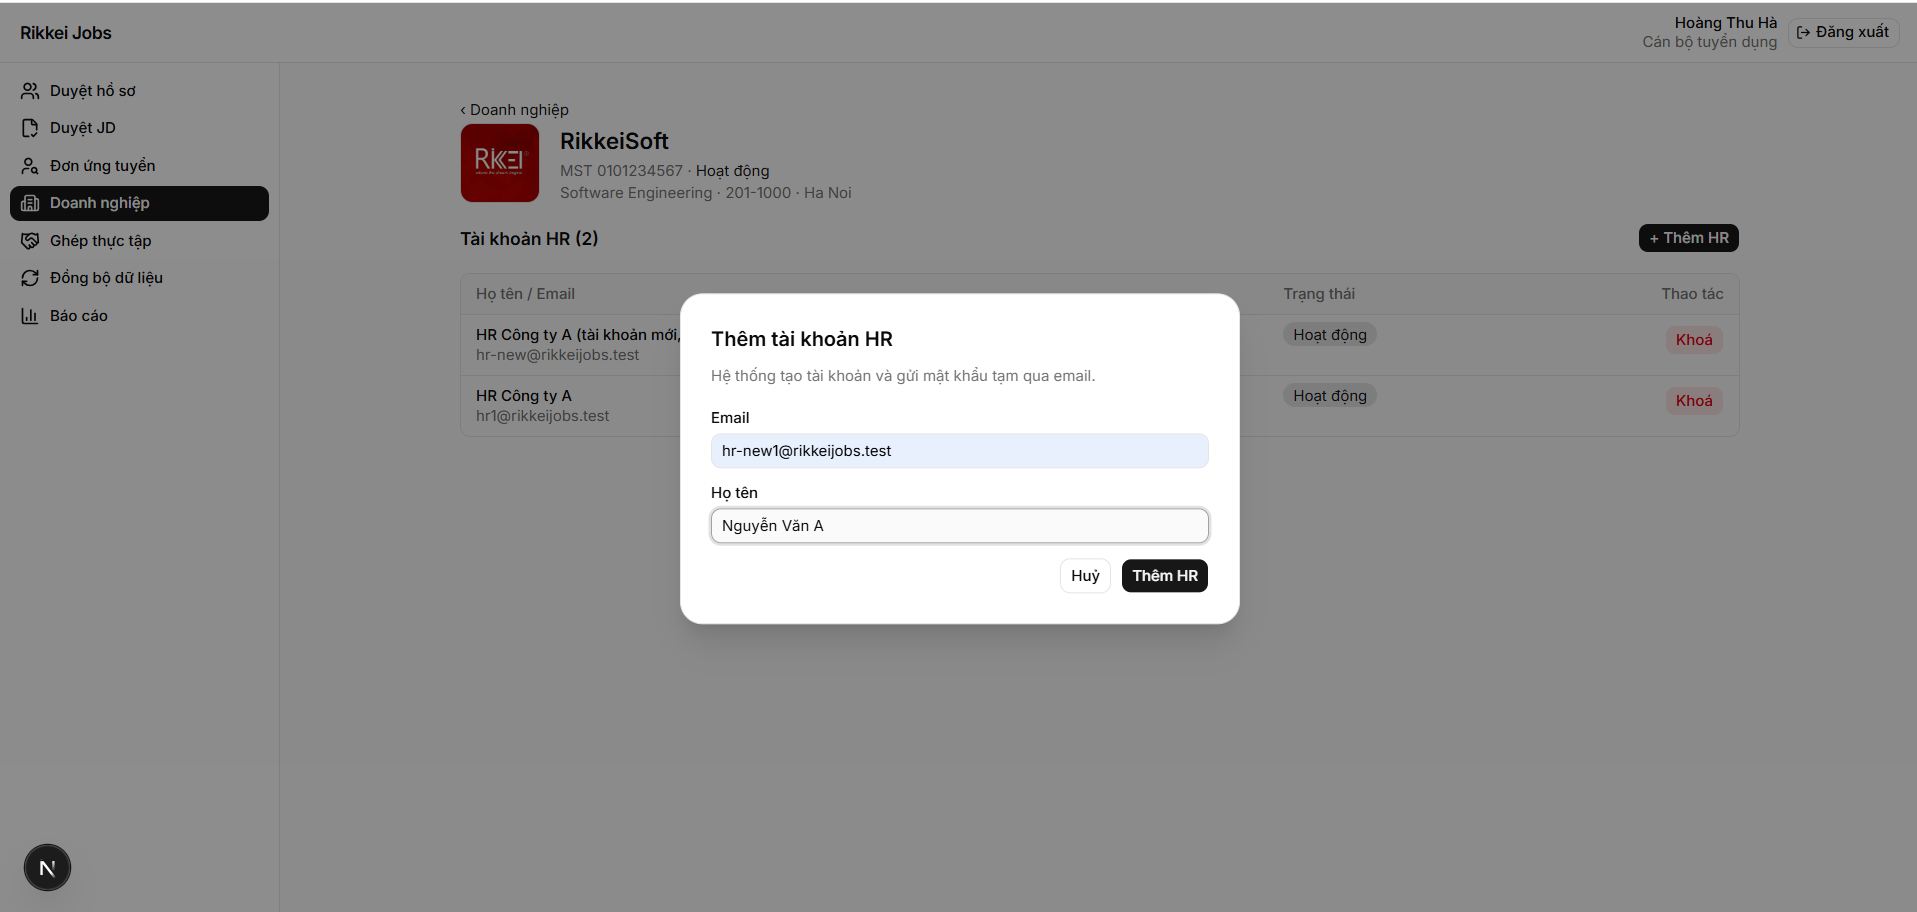 Rikkei Jobs
Hoàng Thu Hà
Cán bộ tuyển dụng
Đăng xuất
Duyệt hồ sơ
Duyệt JD
Đơn ứng tuyển
Doanh nghiệp
Ghép thực tập
Đồng bộ dữ liệu
Báo cáo
‹ Doanh nghiệp
RIKKEI
RikkeiSoft
MST 0101234567 · Hoạt động
Software Engineering · 201-1000 · Ha Noi
Tài khoản HR (2)
+ Thêm HR
Họ tên / Email
Trạng thái
Thao tác
HR Công ty A (tài khoản mới,
hr-new@rikkeijobs.test
Hoạt động
Khoá
HR Công ty A
hr1@rikkeijobs.test
Hoạt động
Khoá
Thêm tài khoản HR
Hệ thống tạo tài khoản và gửi mật khẩu tạm qua email.
Email
hr-new1@rikkeijobs.test
Họ tên
Nguyễn Văn A
Huỷ
Thêm HR
N